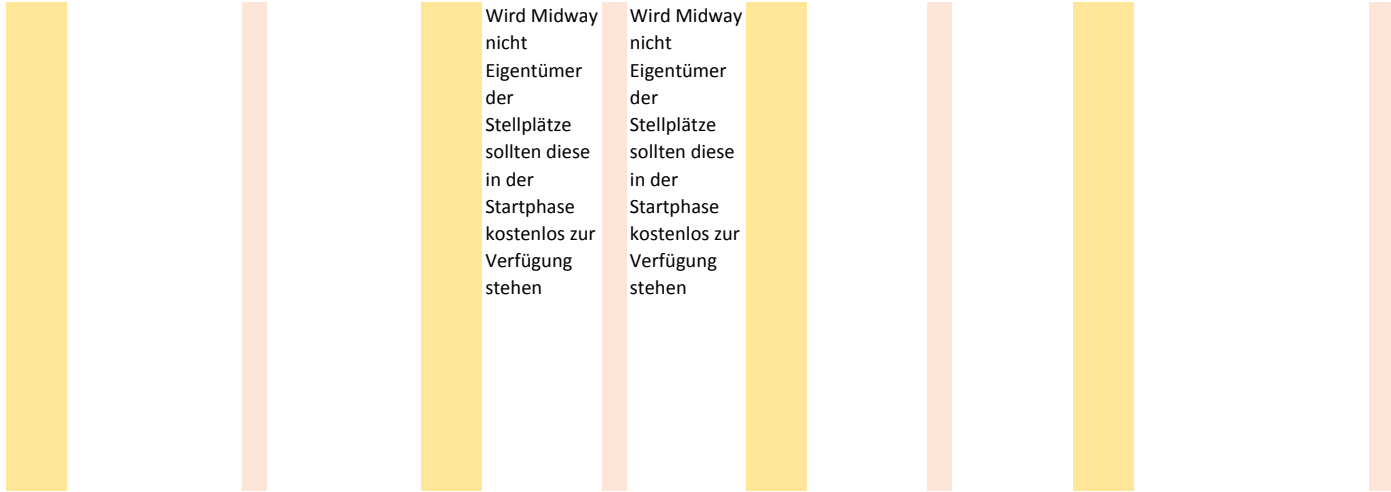 Wird Midway
nicht
Eigentümer
der
Stellplätze
sollten diese
in der
Startphase
kostenlos zur
Verfügung
stehen
Wird Midway
nicht
Eigentümer
der
Stellplätze
sollten diese
in der
Startphase
kostenlos zur
Verfügung
stehen